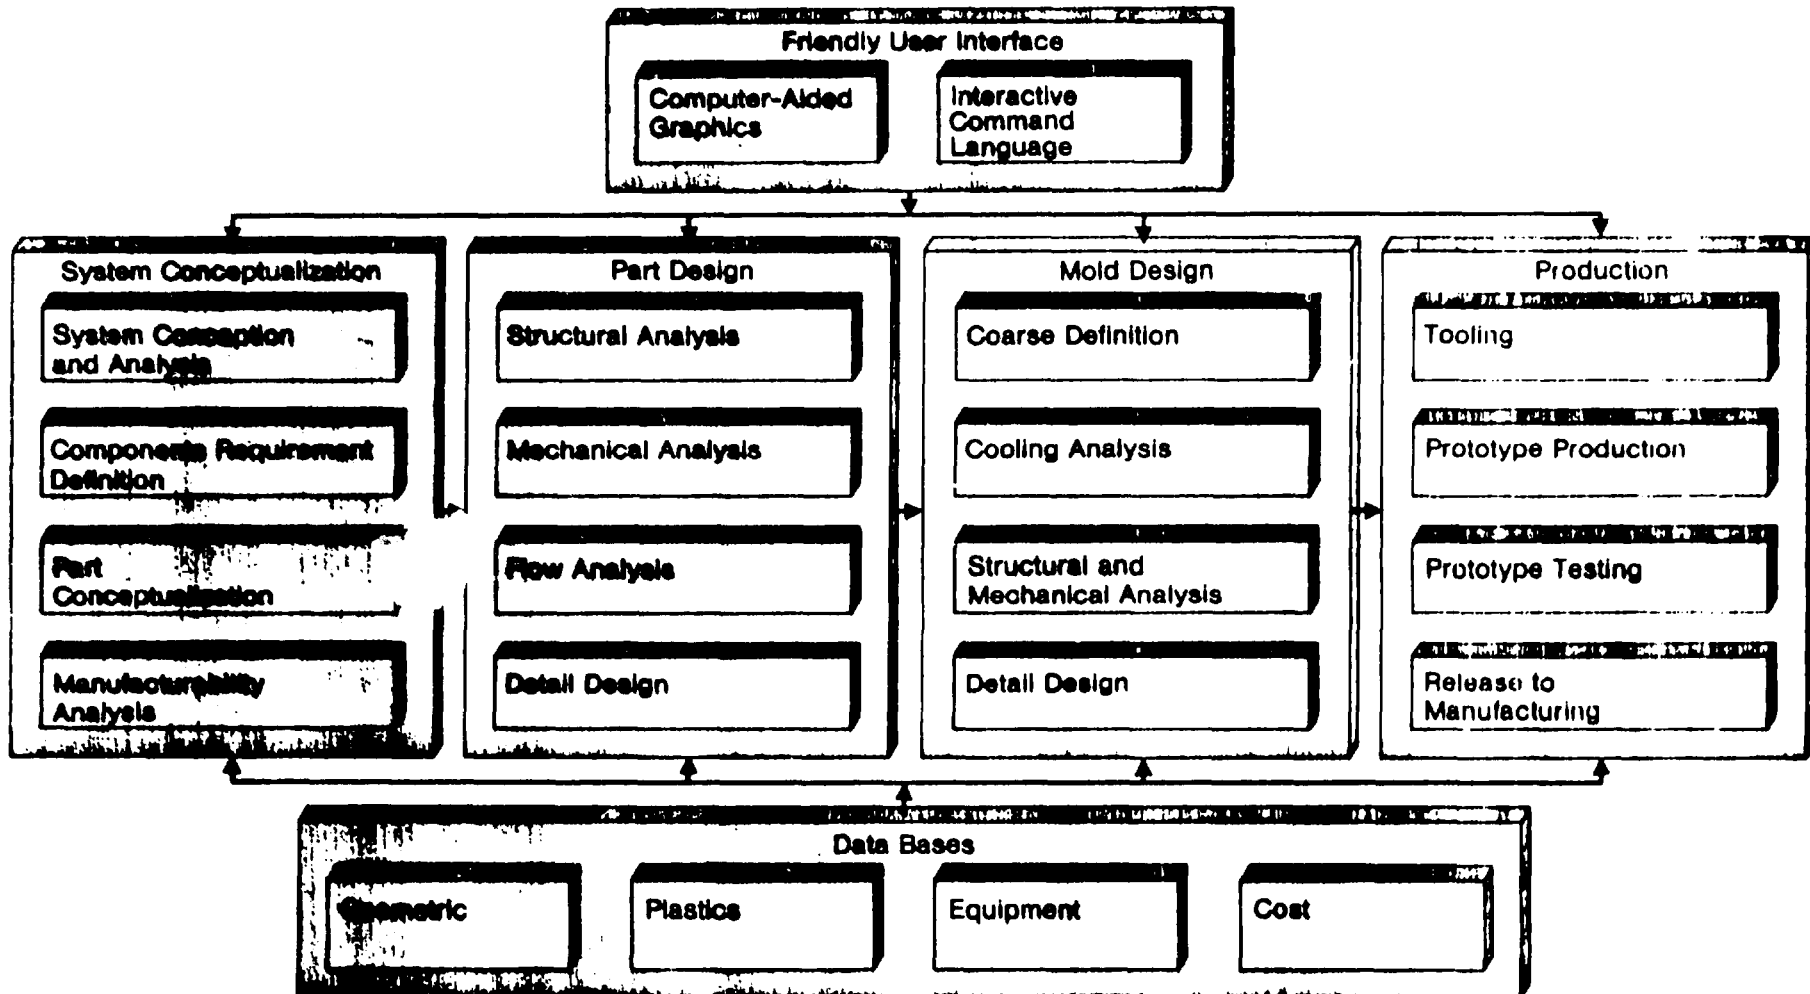 Friendly User Interface
Computer-Aided
Graphics
Interactive
Command
Language
System Conceptualization
System Conception
and Analysis
Components Requirement
Definition
Part
Conceptualization
Manufacturability
Analysis
Part Design
Structural Analysis
Mechanical Analysis
Flow Analysis
Detail Design
Mold Design
Coarse Definition
Cooling Analysis
Structural and
Mechanical Analysis
Detail Design
Production
Tooling
Prototype Production
Prototype Testing
Release to
Manufacturing
Data Bases
Geometric
Plastics
Equipment
Cost